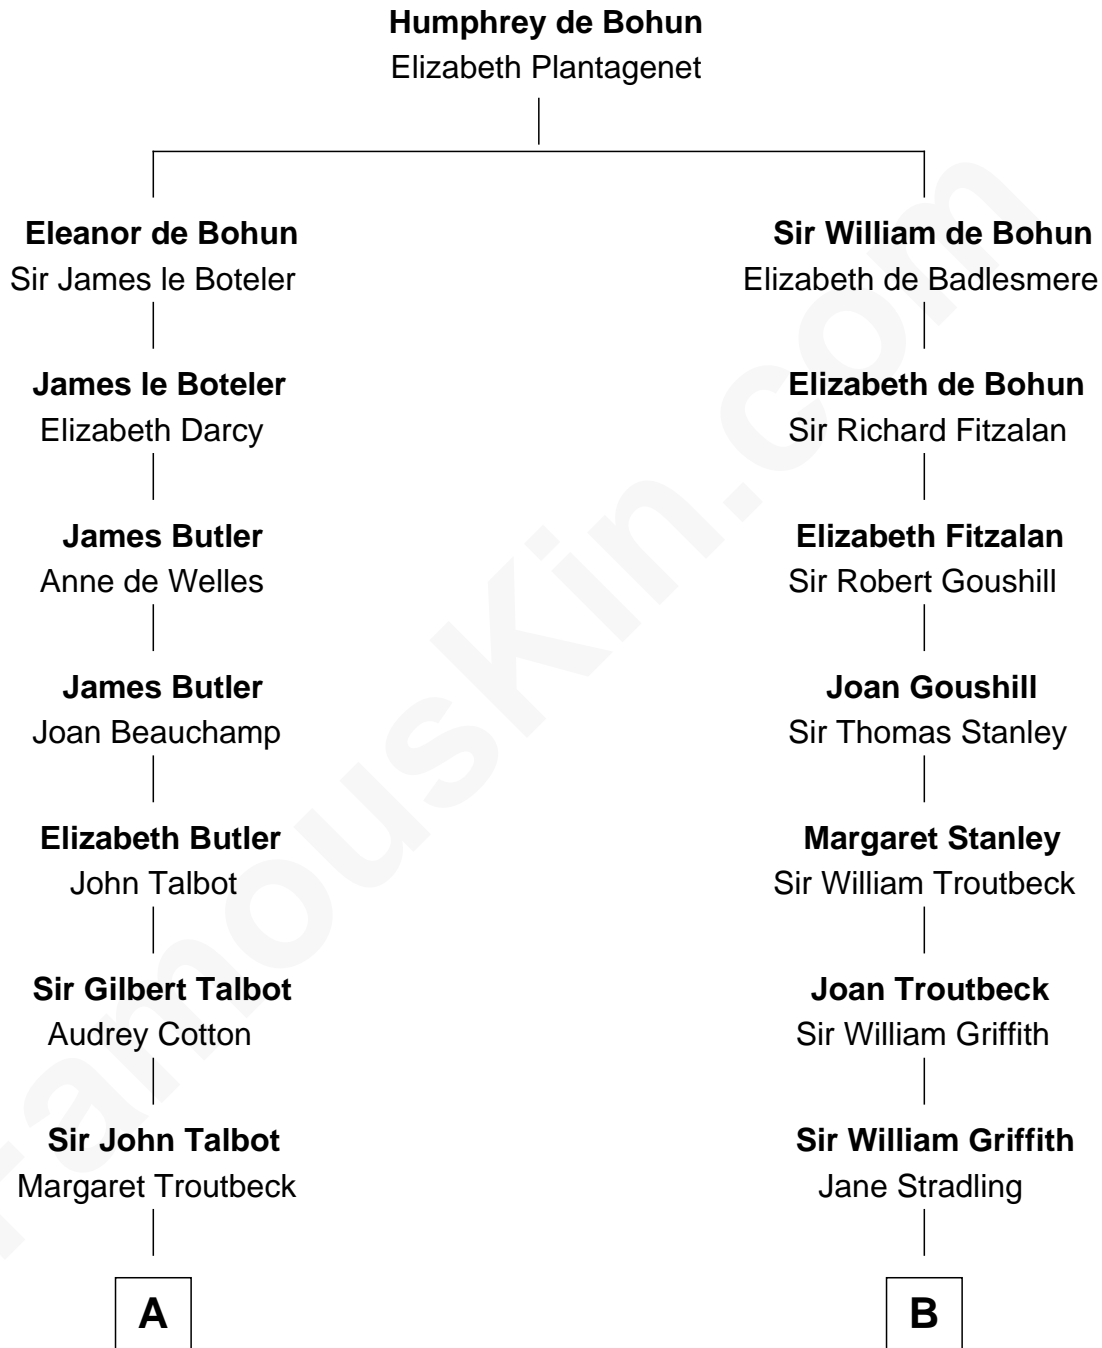 Humphrey de Bohun
Elizabeth Plantagenet
Eleanor de Bohun
Sir James le Boteler
Sir William de Bohun
Elizabeth de Badlesmere
James le Boteler
Elizabeth Darcy
Elizabeth de Bohun
Sir Richard Fitzalan
James Butler
Anne de Welles
Elizabeth Fitzalan
Sir Robert Goushill
James Butler
Joan Beauchamp
Joan Goushill
Sir Thomas Stanley
Elizabeth Butler
John Talbot
Margaret Stanley
Sir William Troutbeck
Sir Gilbert Talbot
Audrey Cotton
Joan Troutbeck
Sir William Griffith
Sir John Talbot
Margaret Troutbeck
Sir William Griffith
Jane Stradling
A
B
FamousKin.com